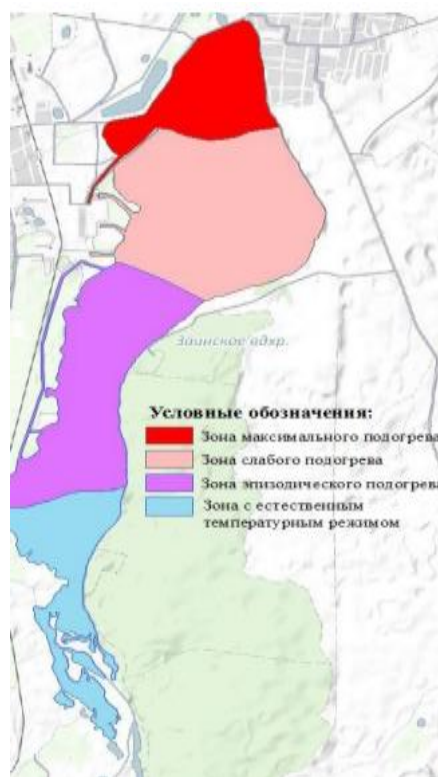 Заинское вдхр.
Условные обозначения:
Зона максимального подогрева
Зона слабого подогрева
Зона эпизодического подогрева
Зона с естественным
температурным режимом